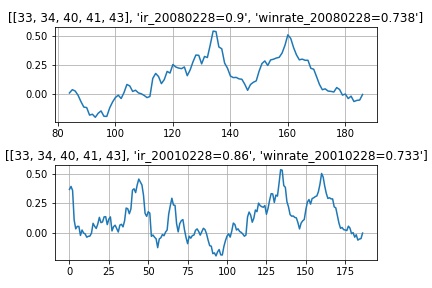 [[33, 34, 40, 41, 43], 'ir_20080228=0.9', 'winrate_20080228=0.738']
0.50
0.25
0.00
80 100 120 140 160 180
[[33, 34, 40, 41, 43], 'ir_20010228=0.86', 'winrate_20010228=0.733']
0.50
0.25
0.00
0 25 50 75 100 125 150 175